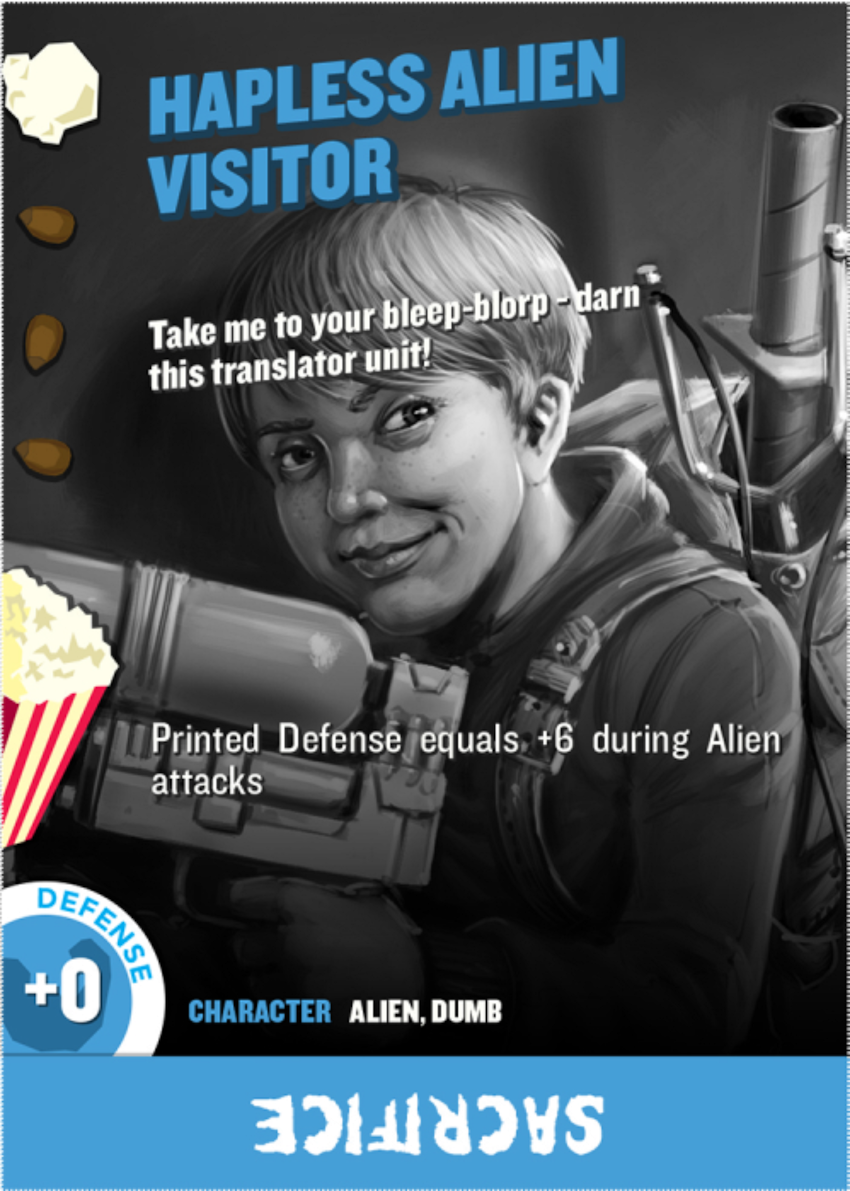 HAPLESS ALIEN
VISITOR
Take me to your bleep-blorp - darn
this translator unit!
Printed Defense equals +6 during Alien
attacks
DEFENSE
+0
CHARACTER ALIEN, DUMB
SACRIFICE